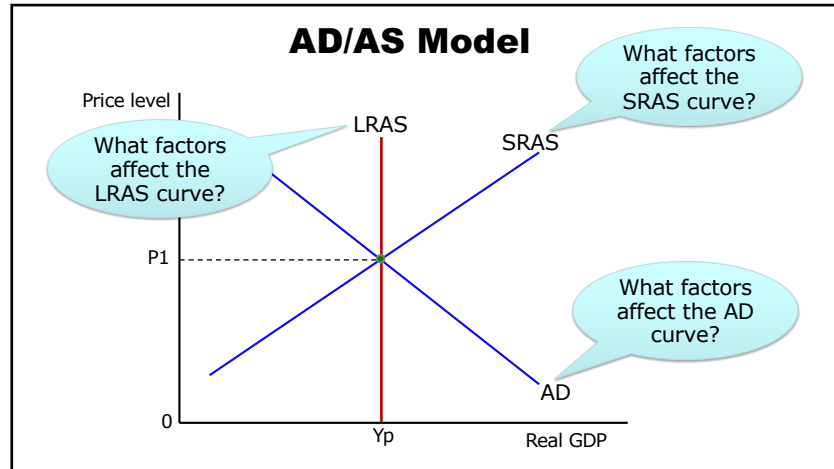 AD/AS Model
What factors
affect the
SRAS curve?
Price level
LRAS
What factors
affect the
LRAS curve?
SRAS
P1
What factors
affect the AD
curve?
AD
0
Yp
Real GDP